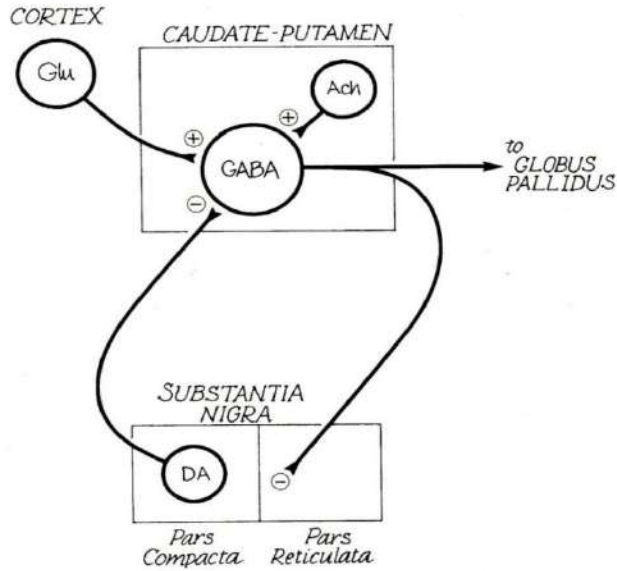 CORTEX
Glu
CAUDATE-PUTAMEN
Ach
+
+
GABA
−
to
GLOBUS
PALLIDUS
SUBSTANTIA
NIGRA
DA
−
Pars
Compacta
Pars
Reticulata